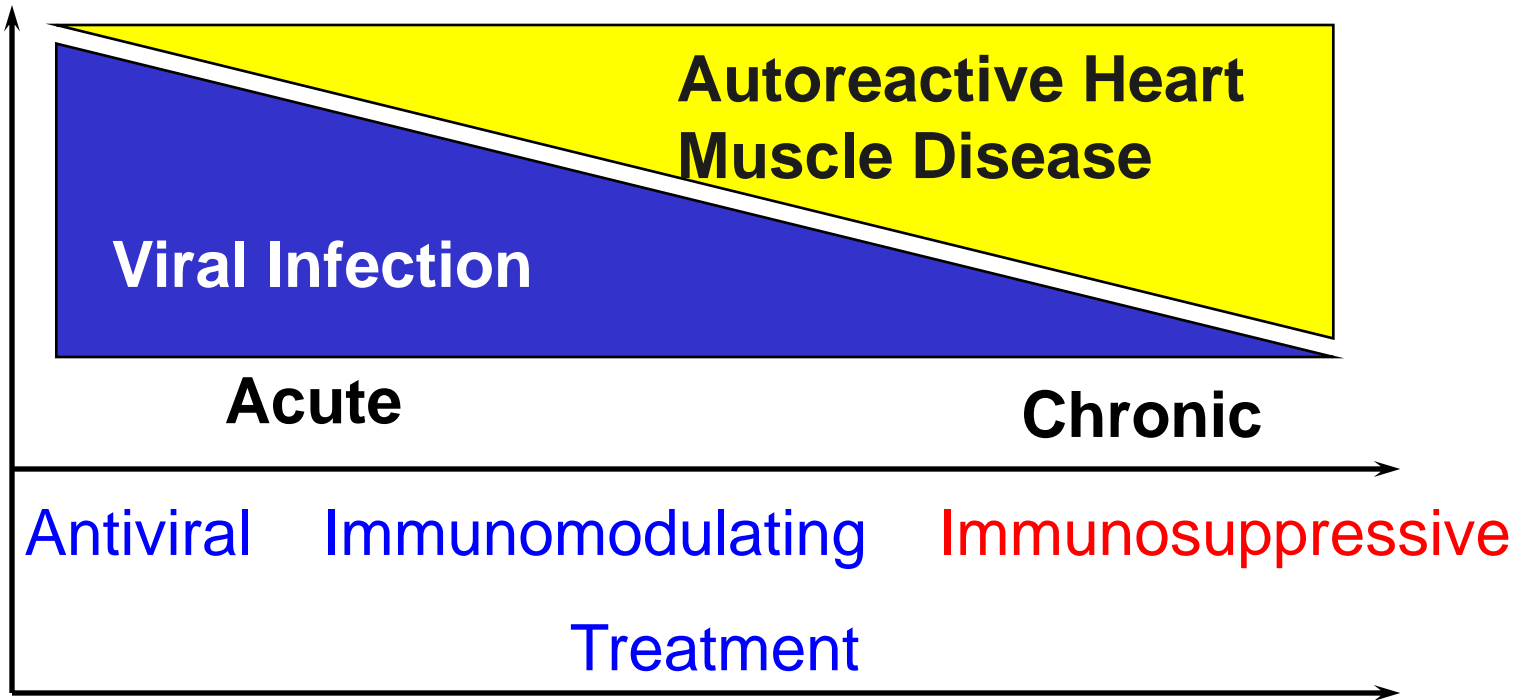 Autoreactive Heart
Muscle Disease
Viral Infection
Acute
Chronic
Antiviral Immunomodulating Immunosuppressive
Treatment